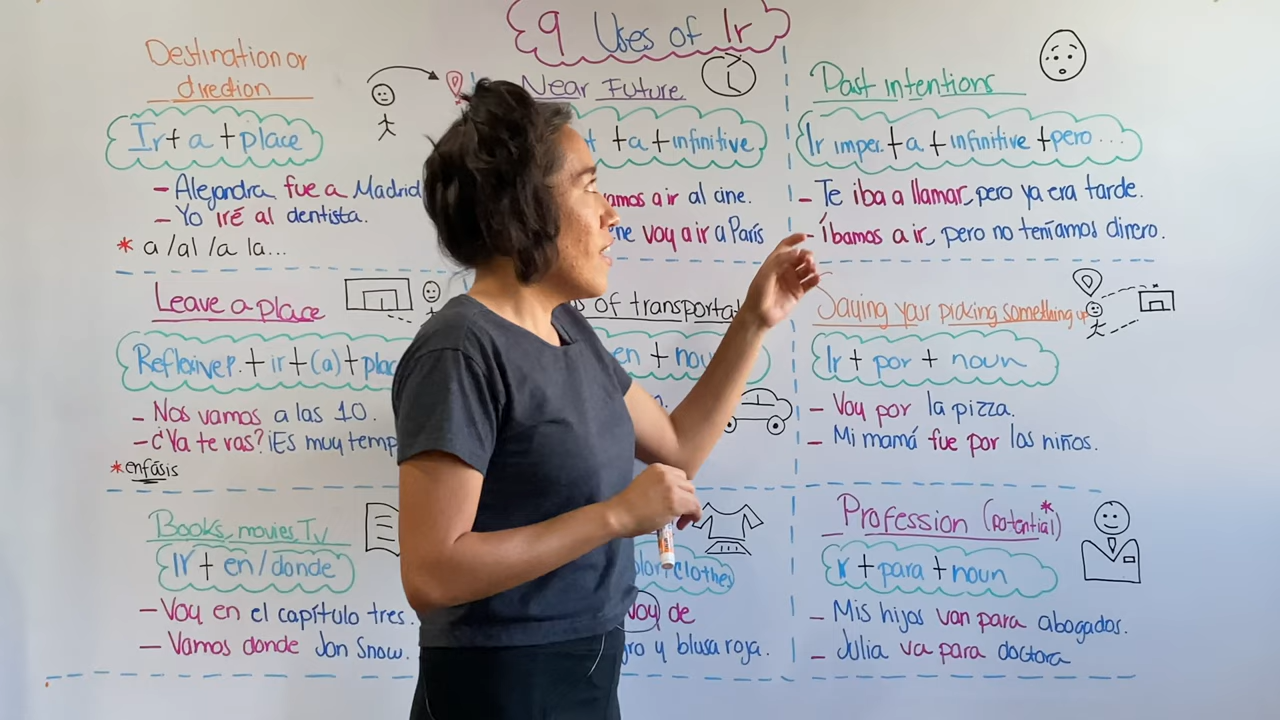 9 Uses of Ir
Destination or
direction
Ir + a + place
- Alejandra fue a Madrid
- Yo iré al dentista.
* a /al /a la...
Near Future
+ a + infinitive
amos a ir al cine.
ne voy a ir a París
Past intentions
Ir imper. + a + infinitive + pero...
- Te iba a llamar, pero ya era tarde.
- íbamos a ir, pero no teníamos dinero.
Leave a place
Reflexive p. + ir + (a) + plac
- Nos vamos a las 10.
- ¿Ya te vas? ¡Es muy temp
* enfásis
s of transporta
en + nou
Saying your picking something up
Ir + por + noun
- Voy por la pizza.
- Mi mamá fue por los niños.
Books, movies, Tv
Ir + en/donde
- Voy en el capítulo tres.
- Vamos donde Jon Snow.
olor/clothes
voy de
gro y blusa roja.
Profession (potential)*
Ir + para + noun
- Mis hijos van para abogados.
- Julia va para doctora